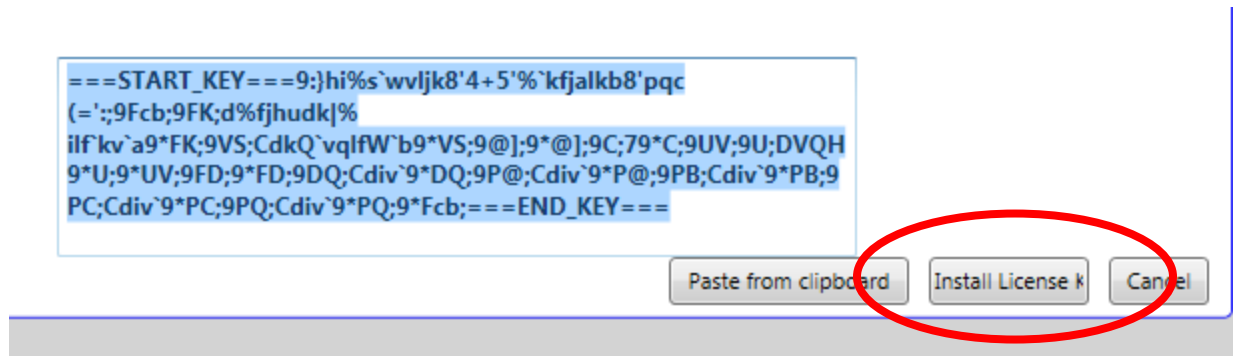 ===START_KEY===9:}hi%s`wvljk8'4+5'%`kfjalkb8'pqc
(=':;9Fcb;9FK;d%fjhudk|%
ilf`kv`a9*FK;9VS;CdkQ`vqlfW`b9*VS;9@];9*@];9C;79*C;9UV;9U;DVQH
9*U;9*UV;9FD;9*FD;9DQ;Cdiv`9*DQ;9P@;Cdiv`9*P@;9PB;Cdiv`9*PB;9
PC;Cdiv`9*PC;9PQ;Cdiv`9*PQ;9*Fcb;===END_KEY===
Paste from clipboard
Install License K
Cancel